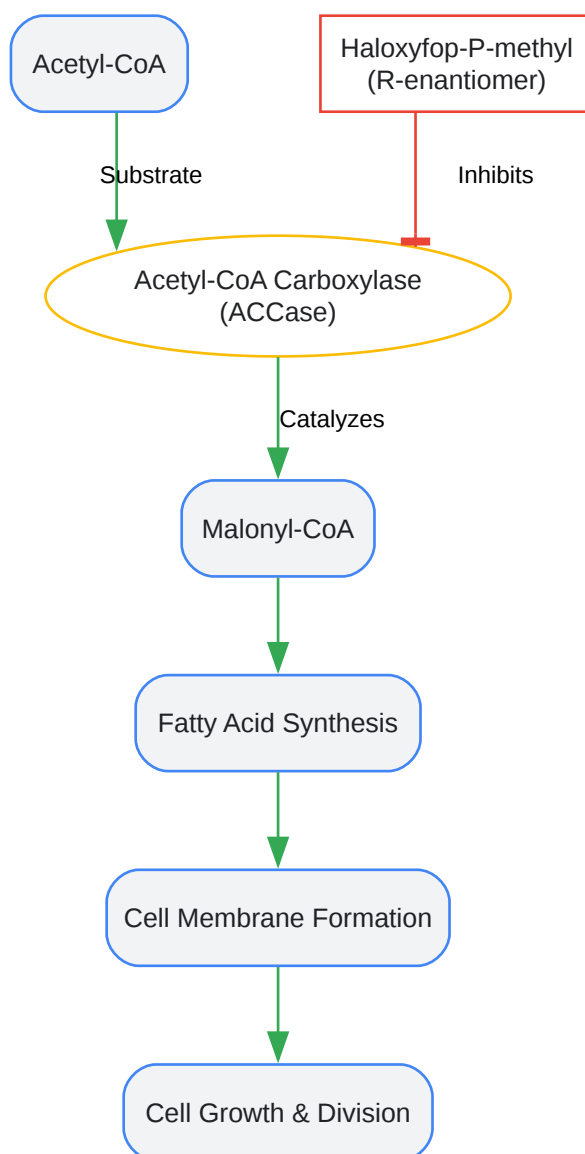 Acetyl-CoA
Haloxyfop-P-methyl
(R-enantiomer)
Substrate
Inhibits
Acetyl-CoA Carboxylase
(ACCase)
Catalyzes
Malonyl-CoA
Fatty Acid Synthesis
Cell Membrane Formation
Cell Growth & Division